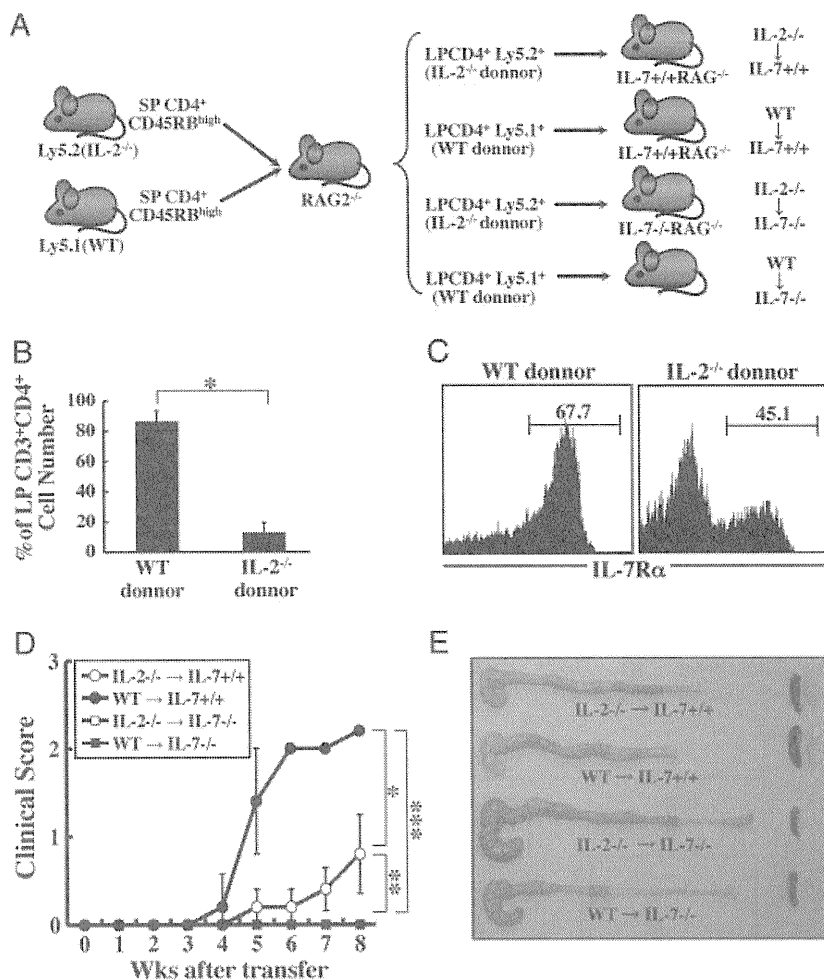 A
SP CD4+
CD45RBhigh
Ly5.2(IL-2-/-)
SP CD4+
CD45RBhigh
Ly5.1(WT)
RAG2-/-
LPCD4+ Ly5.2+
(IL-2-/- donnor)
IL-7+/+RAG-/-
IL-2-/-
↓
IL-7+/+
LPCD4+ Ly5.1+
(WT donnor)
IL-7+/+RAG-/-
WT
↓
IL-7+/+
LPCD4+ Ly5.2+
(IL-2-/- donnor)
IL-7-/-RAG-/-
IL-2-/-
↓
IL-7-/-
LPCD4+ Ly5.1+
(WT donnor)
WT
↓
IL-7-/-
B
% of LP CD3+CD4+
Cell Number
100
80
60
40
20
0
*
WT
donnor
IL-2-/-
donnor
C
WT donnor
IL-2-/- donnor
67.7
45.1
IL-7Rα
D
Clinical Score
3
2
1
0
IL-2-/- → IL-7+/+
WT → IL-7+/+
IL-2-/- → IL-7-/-
WT → IL-7-/-
*
**
***
0 1 2 3 4 5 6 7 8
Wks after transfer
E
IL-2-/- → IL-7+/+
WT → IL-7+/+
IL-2-/- → IL-7-/-
WT → IL-7-/-